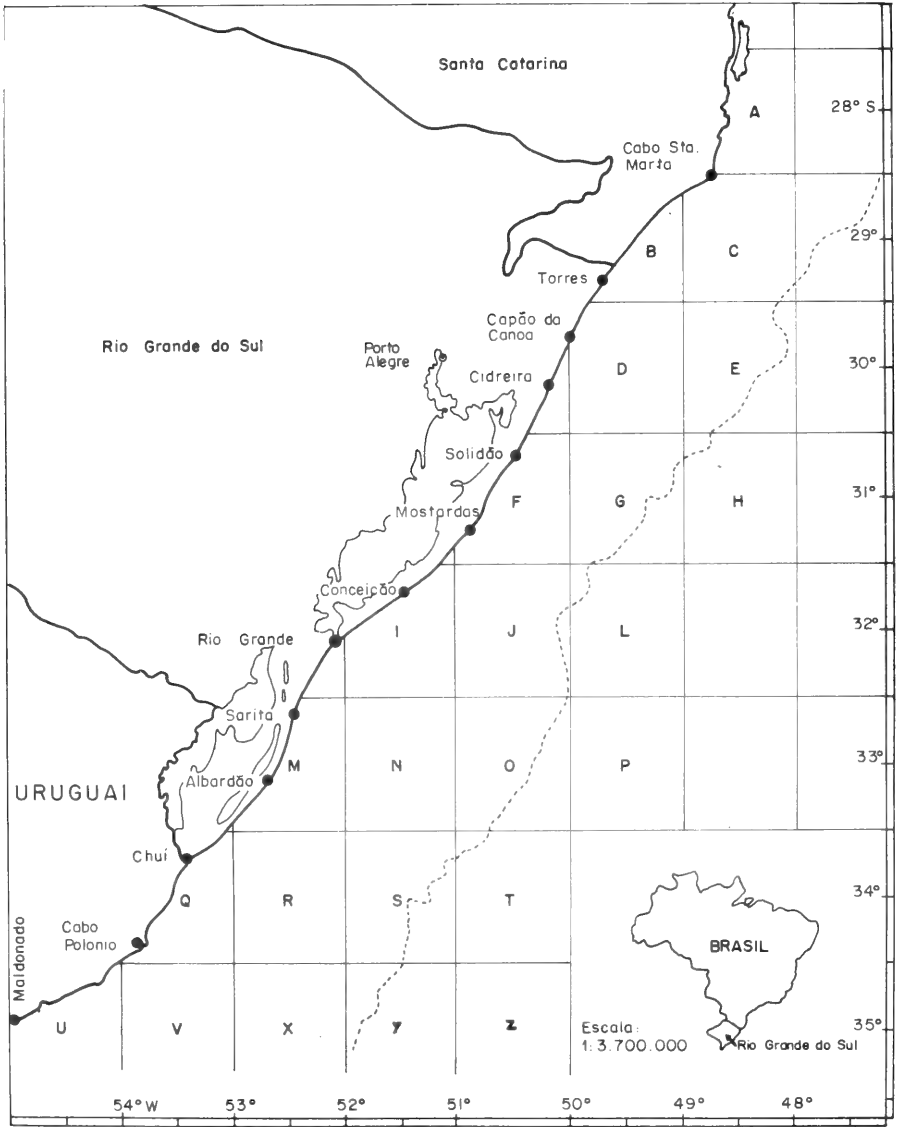 Santa Catarina
A
28° S
Cabo Sta.
Marta
29°
B
C
Torres
Capão da
Canoa
Rio Grande do Sul
Porto
Alegre
30°
D
E
Cidreira
Solidão
31°
F
G
H
Mostardas
Conceição
32°
I
J
L
Rio Grande
Sarita
33°
M
N
O
P
Albardão
URUGUAI
Chuí
34°
Q
R
S
T
Cabo
Polonio
BRASIL
Maldonado
35°
U
V
X
Y
Z
Escala:
1:3.700.000
Rio Grande do Sul
54° W
53°
52°
51°
50°
49°
48°